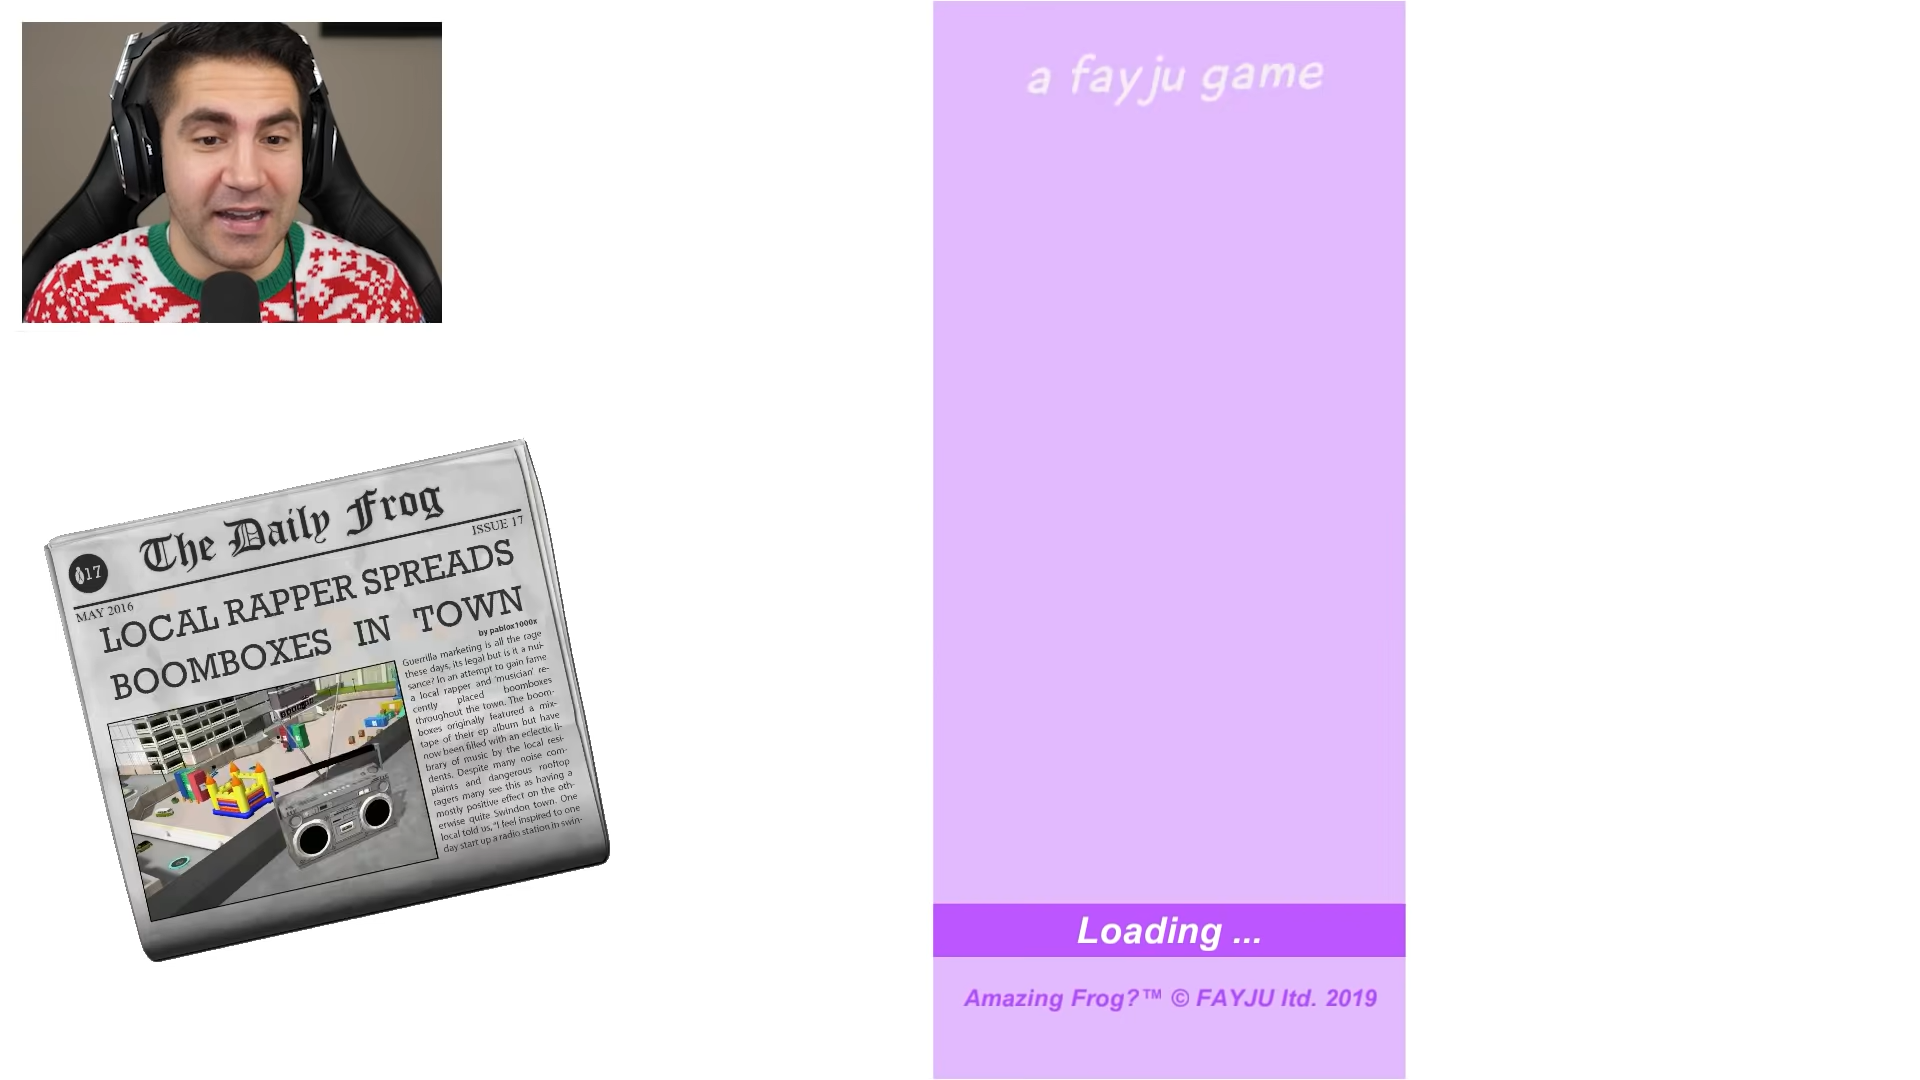 a fayju game
The Daily Frog
ISSUE 17
17
MAY 2016
LOCAL RAPPER SPREADS
BOOMBOXES IN TOWN
by pablox1000x
Guerrilla marketing is all the rage
these days, its legal but is it a nui-
sance? In an attempt to gain fame
a local rapper and 'musician' re-
cently placed boomboxes
throughout the town. The boom-
boxes originally featured a mix-
tape of their ep album but have
now been filled with an eclectic li-
brary of music by the local resi-
dents. Despite many noise com-
plaints and dangerous rooftop
ragers many see this as having a
mostly positive effect on the oth-
erwise quite Swindon town. One
local told us, "I feel inspired to one
day start up a radio station in swin-
Loading ...
Amazing Frog?™ © FAYJU ltd. 2019